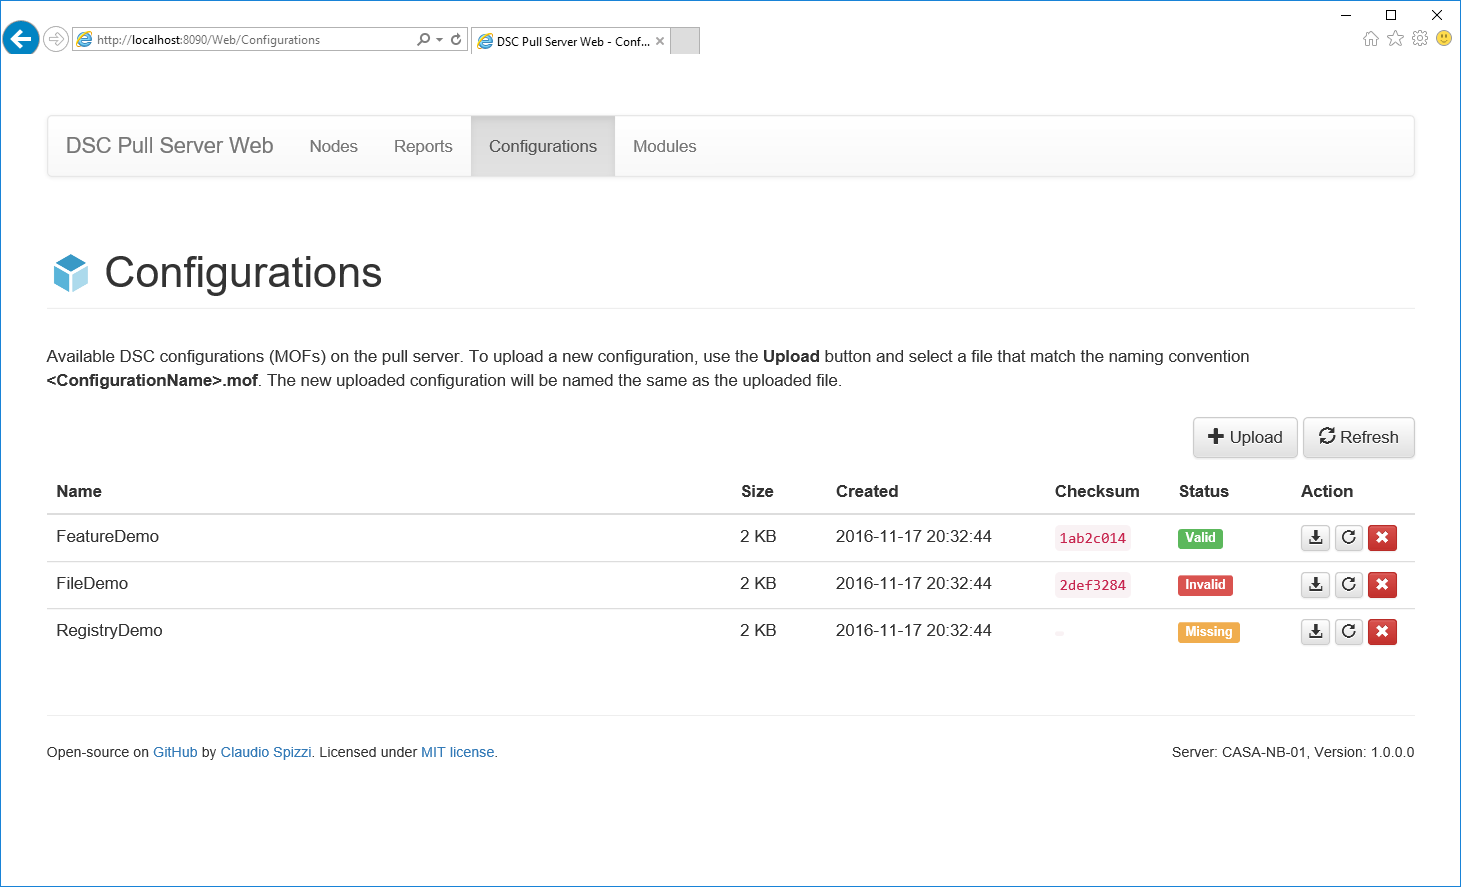 http://localhost:8090/Web/Configurations
DSC Pull Server Web - Conf...
DSC Pull Server Web Nodes Reports Configurations Modules
Configurations
Available DSC configurations (MOFs) on the pull server. To upload a new configuration, use the Upload button and select a file that match the naming convention
<ConfigurationName>.mof. The new uploaded configuration will be named the same as the uploaded file.
Upload Refresh
Name Size Created Checksum Status Action
FeatureDemo 2 KB 2016-11-17 20:32:44 1ab2c014 Valid
FileDemo 2 KB 2016-11-17 20:32:44 2def3284 Invalid
RegistryDemo 2 KB 2016-11-17 20:32:44 Missing
Open-source on GitHub by Claudio Spizzi. Licensed under MIT license. Server: CASA-NB-01, Version: 1.0.0.0